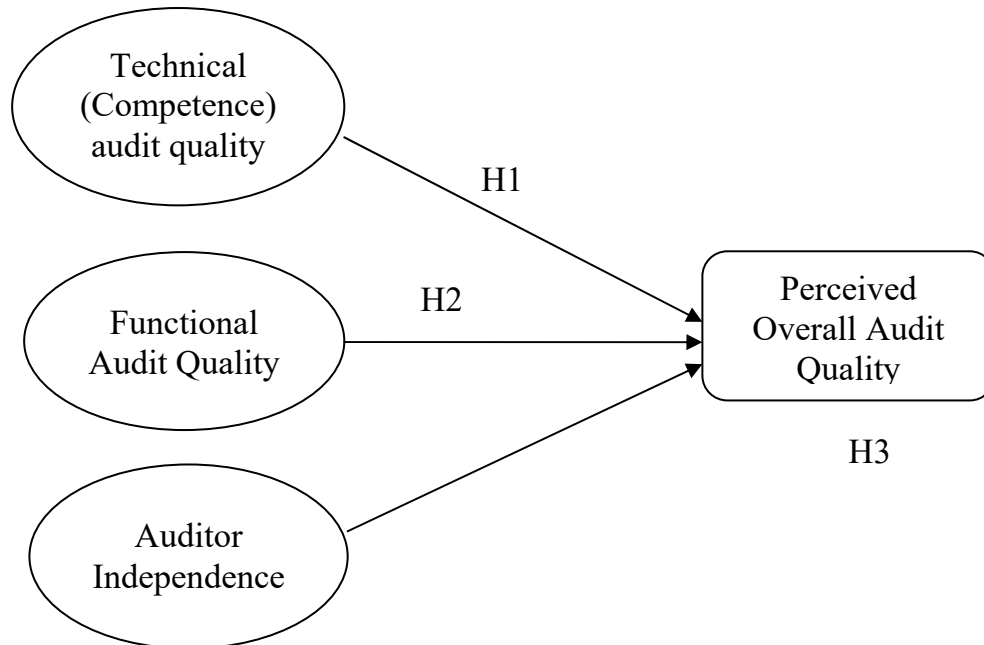 Technical
(Competence)
audit quality
H1
Functional
Audit Quality
H2
Perceived
Overall Audit
Quality
H3
Auditor
Independence